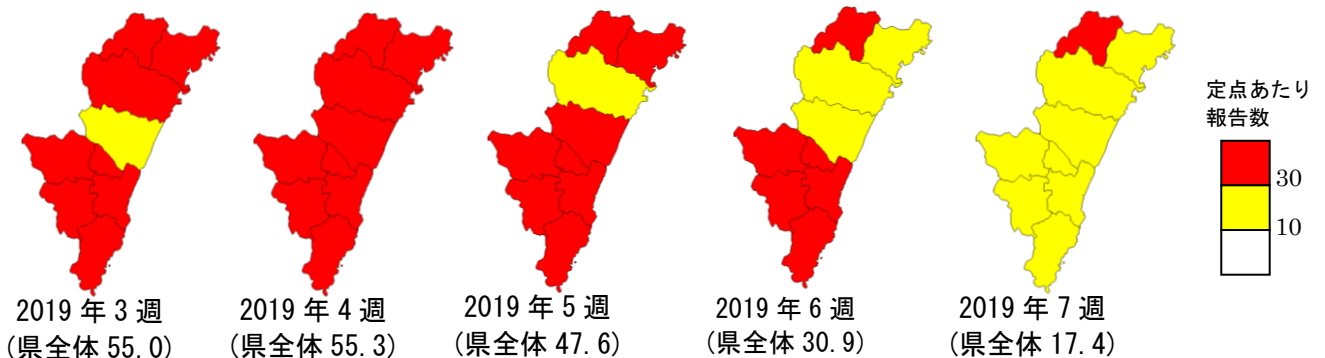 定点あたり
報告数
30
10
2019 年 3 週
(県全体 55.0)
2019 年 4 週
(県全体 55.3)
2019 年 5 週
(県全体 47.6)
2019 年 6 週
(県全体 30.9)
2019 年 7 週
(県全体 17.4)